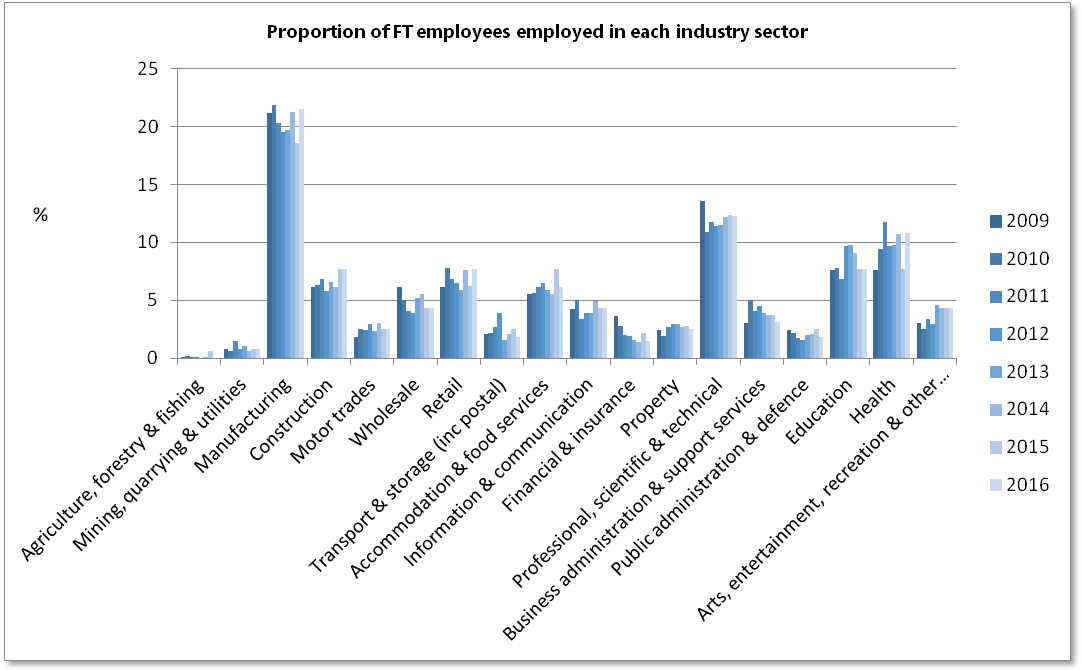 Proportion of FT employees employed in each industry sector
25
20
15
10
5
0
%
Agriculture, forestry & fishing
Mining, quarrying & utilities
Manufacturing
Construction
Motor trades
Wholesale
Retail
Transport & storage (inc postal)
Accommodation & food services
Information & communication
Financial & insurance
Property
Professional, scientific & technical
Business administration & support services
Public administration & defence
Education
Health
Arts, entertainment, recreation & other...
2009
2010
2011
2012
2013
2014
2015
2016